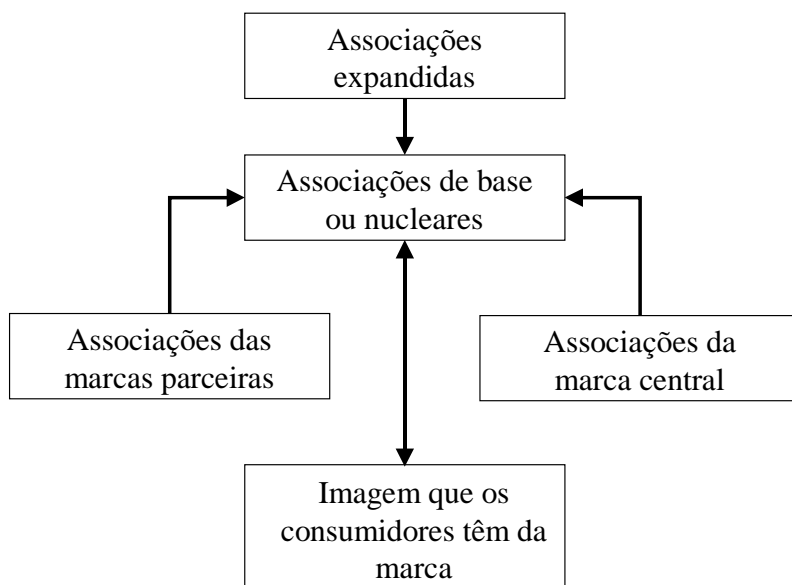 Associações
expandidas
Associações de base
ou nucleares
Associações das
marcas parceiras
Associações da
marca central
Imagem que os
consumidores têm da
marca